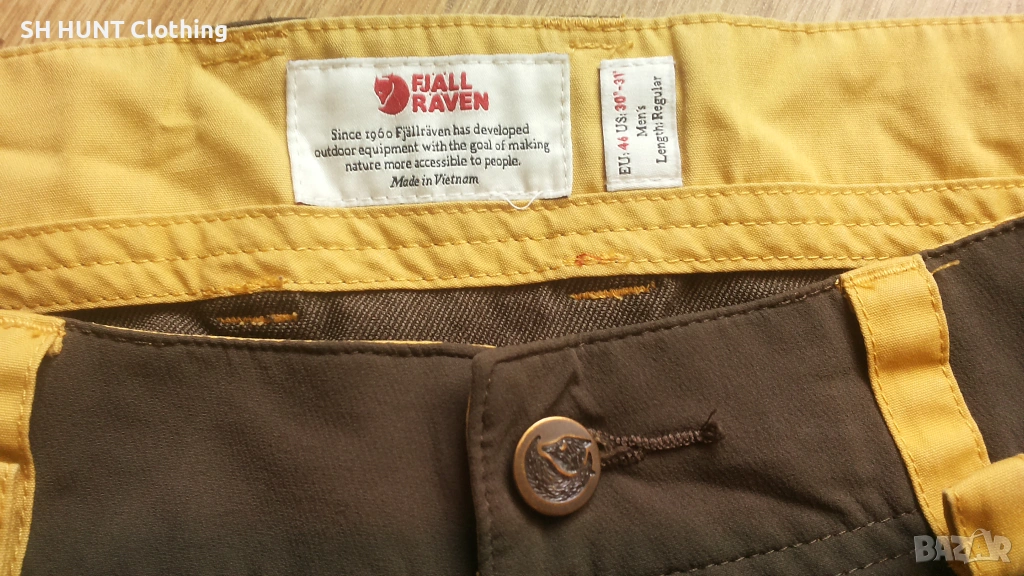 SH HUNT Clothing
FJÄLL
RÄVEN
Since 1960 Fjällräven has developed
outdoor equipment with the goal of making
nature more accessible to people.
Made in Vietnam
EU: 46 US: 30"-31"
Men's
Length: Regular
BAZAR